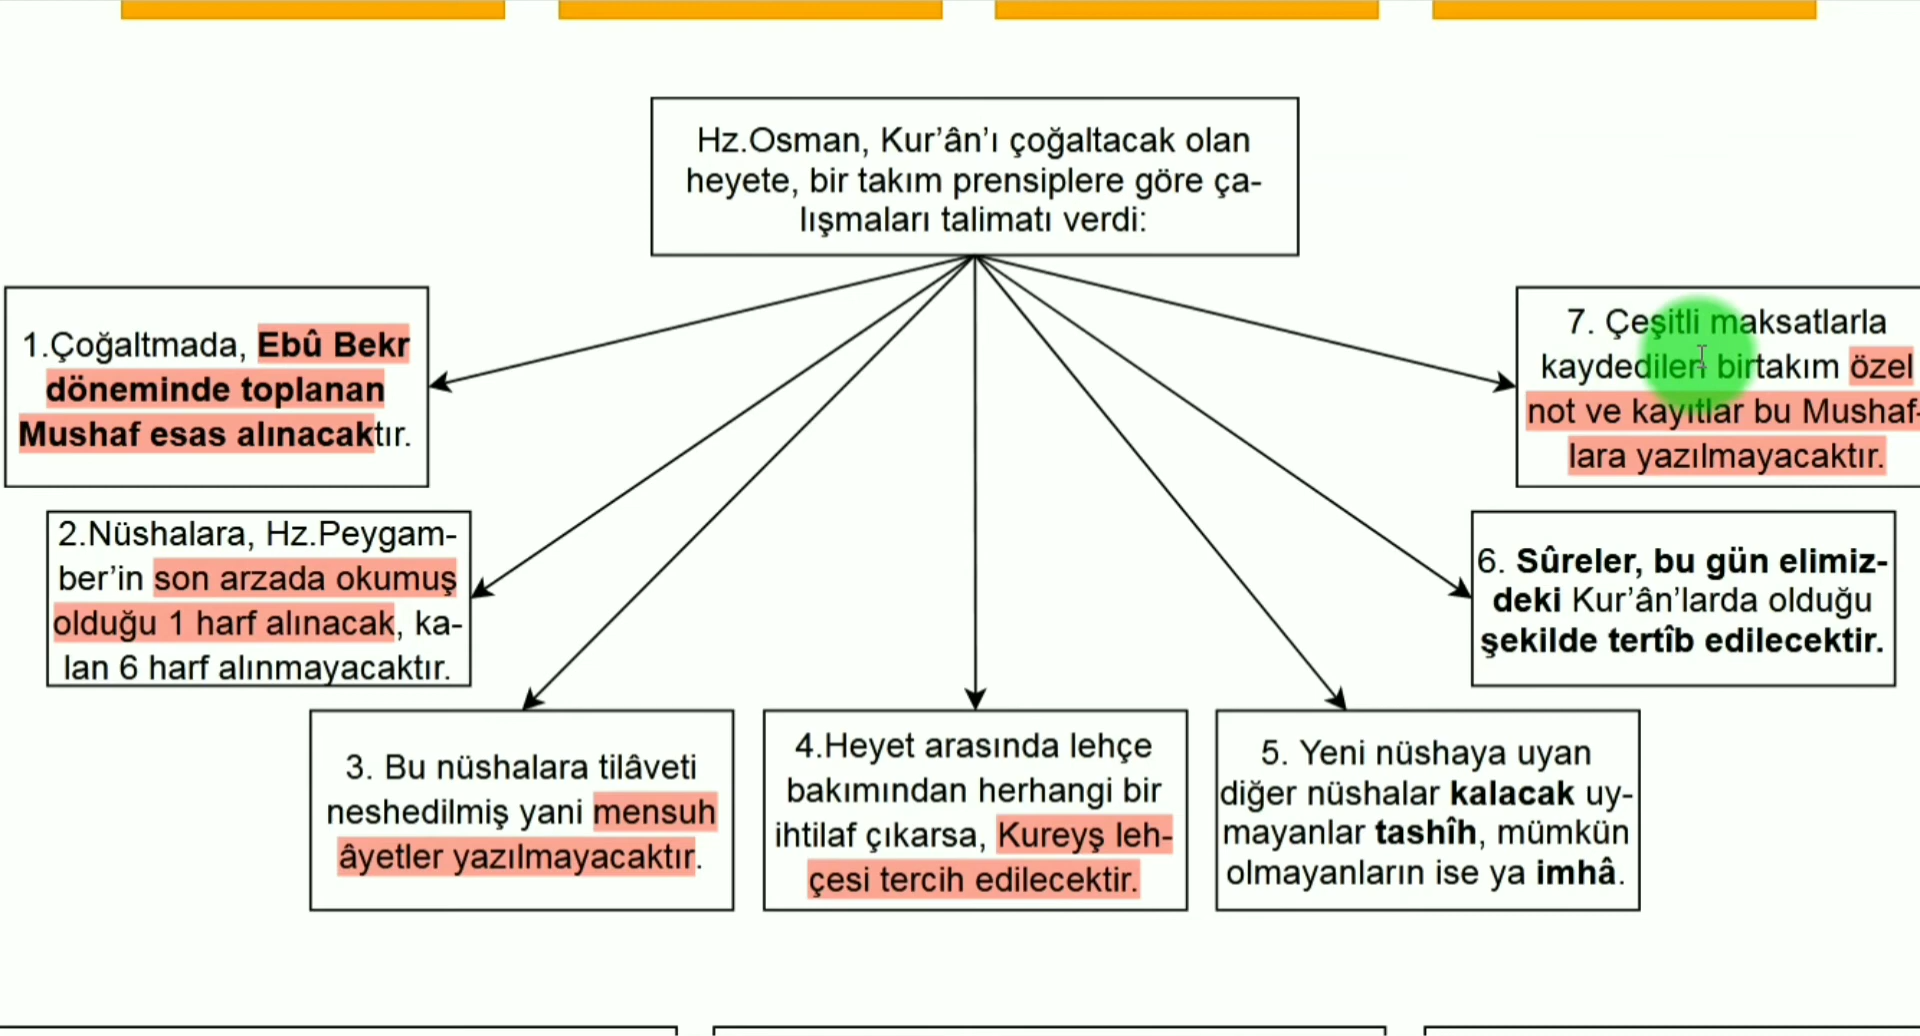 Hz.Osman, Kur’ân’ı çoğaltacak olan
heyete, bir takım prensiplere göre ça-
lışmaları talimatı verdi:
1.Çoğaltmada, Ebû Bekr
döneminde toplanan
Mushaf esas alınacaktır.
2.Nüshalara, Hz.Peygam-
ber’in son arzada okumuş
olduğu 1 harf alınacak, ka-
lan 6 harf alınmayacaktır.
3. Bu nüshalara tilâveti
neshedilmiş yani mensuh
âyetler yazılmayacaktır.
4.Heyet arasında lehçe
bakımından herhangi bir
ihtilaf çıkarsa, Kureyş leh-
çesi tercih edilecektir.
5. Yeni nüshaya uyan
diğer nüshalar kalacak uy-
mayanlar tashîh, mümkün
olmayanların ise ya imhâ.
6. Sûreler, bu gün elimiz-
deki Kur’ân’larda olduğu
şekilde tertîb edilecektir.
7. Çeşitli maksatlarla
kaydedilen birtakım özel
not ve kayıtlar bu Mushaf-
lara yazılmayacaktır.